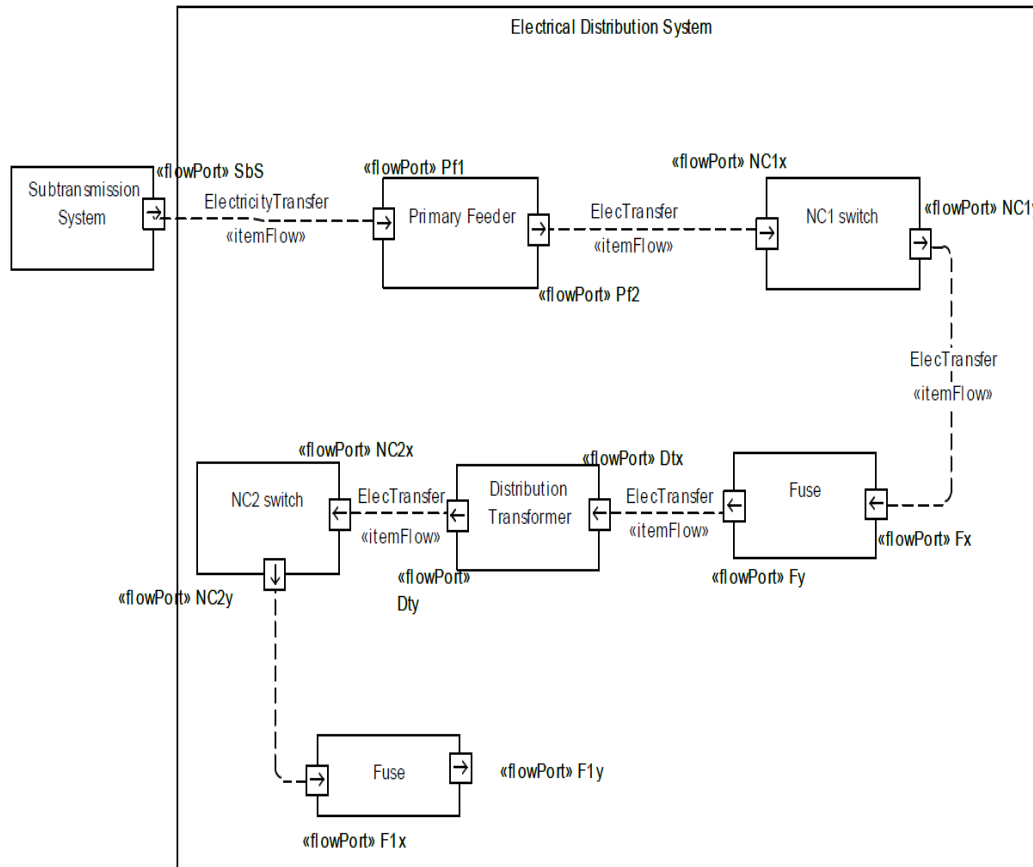 Electrical Distribution System
«flowPort» SbS
Subtransmission
System
ElectricityTransfer
«itemFlow»
«flowPort» Pf1
Primary Feeder
«flowPort» Pf2
ElecTransfer
«itemFlow»
«flowPort» NC1x
NC1 switch
«flowPort» NC1y
ElecTransfer
«itemFlow»
«flowPort» NC2x
NC2 switch
«flowPort» NC2y
ElecTransfer
«itemFlow»
Distribution
Transformer
«flowPort» Dtx
«flowPort»
Dty
ElecTransfer
«itemFlow»
Fuse
«flowPort» Fx
«flowPort» Fy
Fuse
«flowPort» F1y
«flowPort» F1x